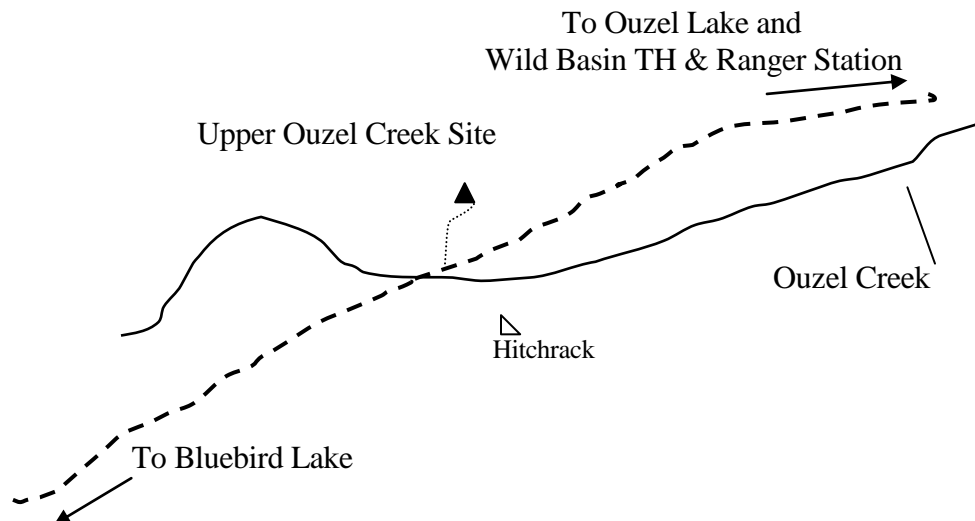 To Ouzel Lake and
Wild Basin TH & Ranger Station
Upper Ouzel Creek Site
Ouzel Creek
Hitchrack
To Bluebird Lake